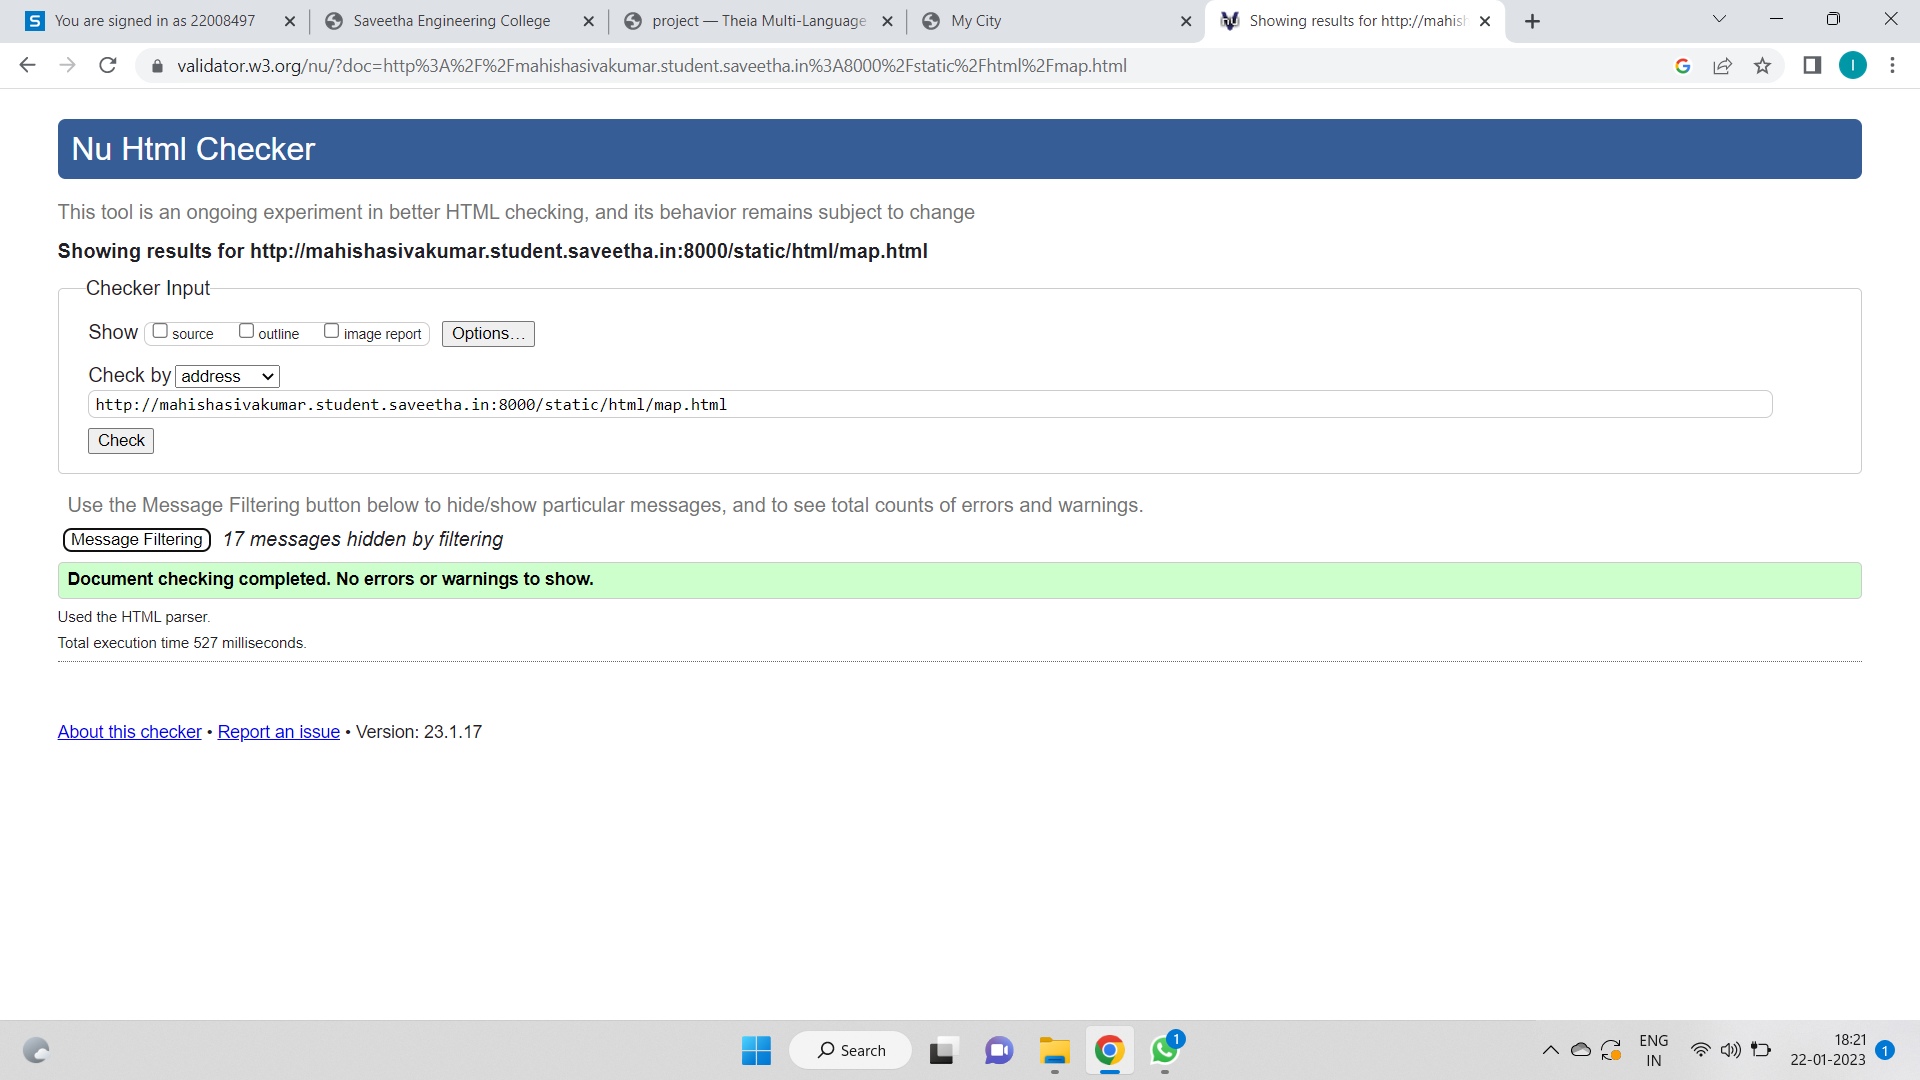 You are signed in as 22008497
Saveetha Engineering College
project — Theia Multi-Language
My City
Showing results for http://mahish
validator.w3.org/nu/?doc=http%3A%2F%2Fmahishasivakumar.student.saveetha.in%3A8000%2Fstatic%2Fhtml%2Fmap.html
I
Nu Html Checker
This tool is an ongoing experiment in better HTML checking, and its behavior remains subject to change
Showing results for http://mahishasivakumar.student.saveetha.in:8000/static/html/map.html
Checker Input
Show source outline image report Options...
Check by address
http://mahishasivakumar.student.saveetha.in:8000/static/html/map.html
Check
Use the Message Filtering button below to hide/show particular messages, and to see total counts of errors and warnings.
Message Filtering 17 messages hidden by filtering
Document checking completed. No errors or warnings to show.
Used the HTML parser.
Total execution time 527 milliseconds.
About this checker • Report an issue • Version: 23.1.17
Search
1
ENG
IN
18:21
22-01-2023
1